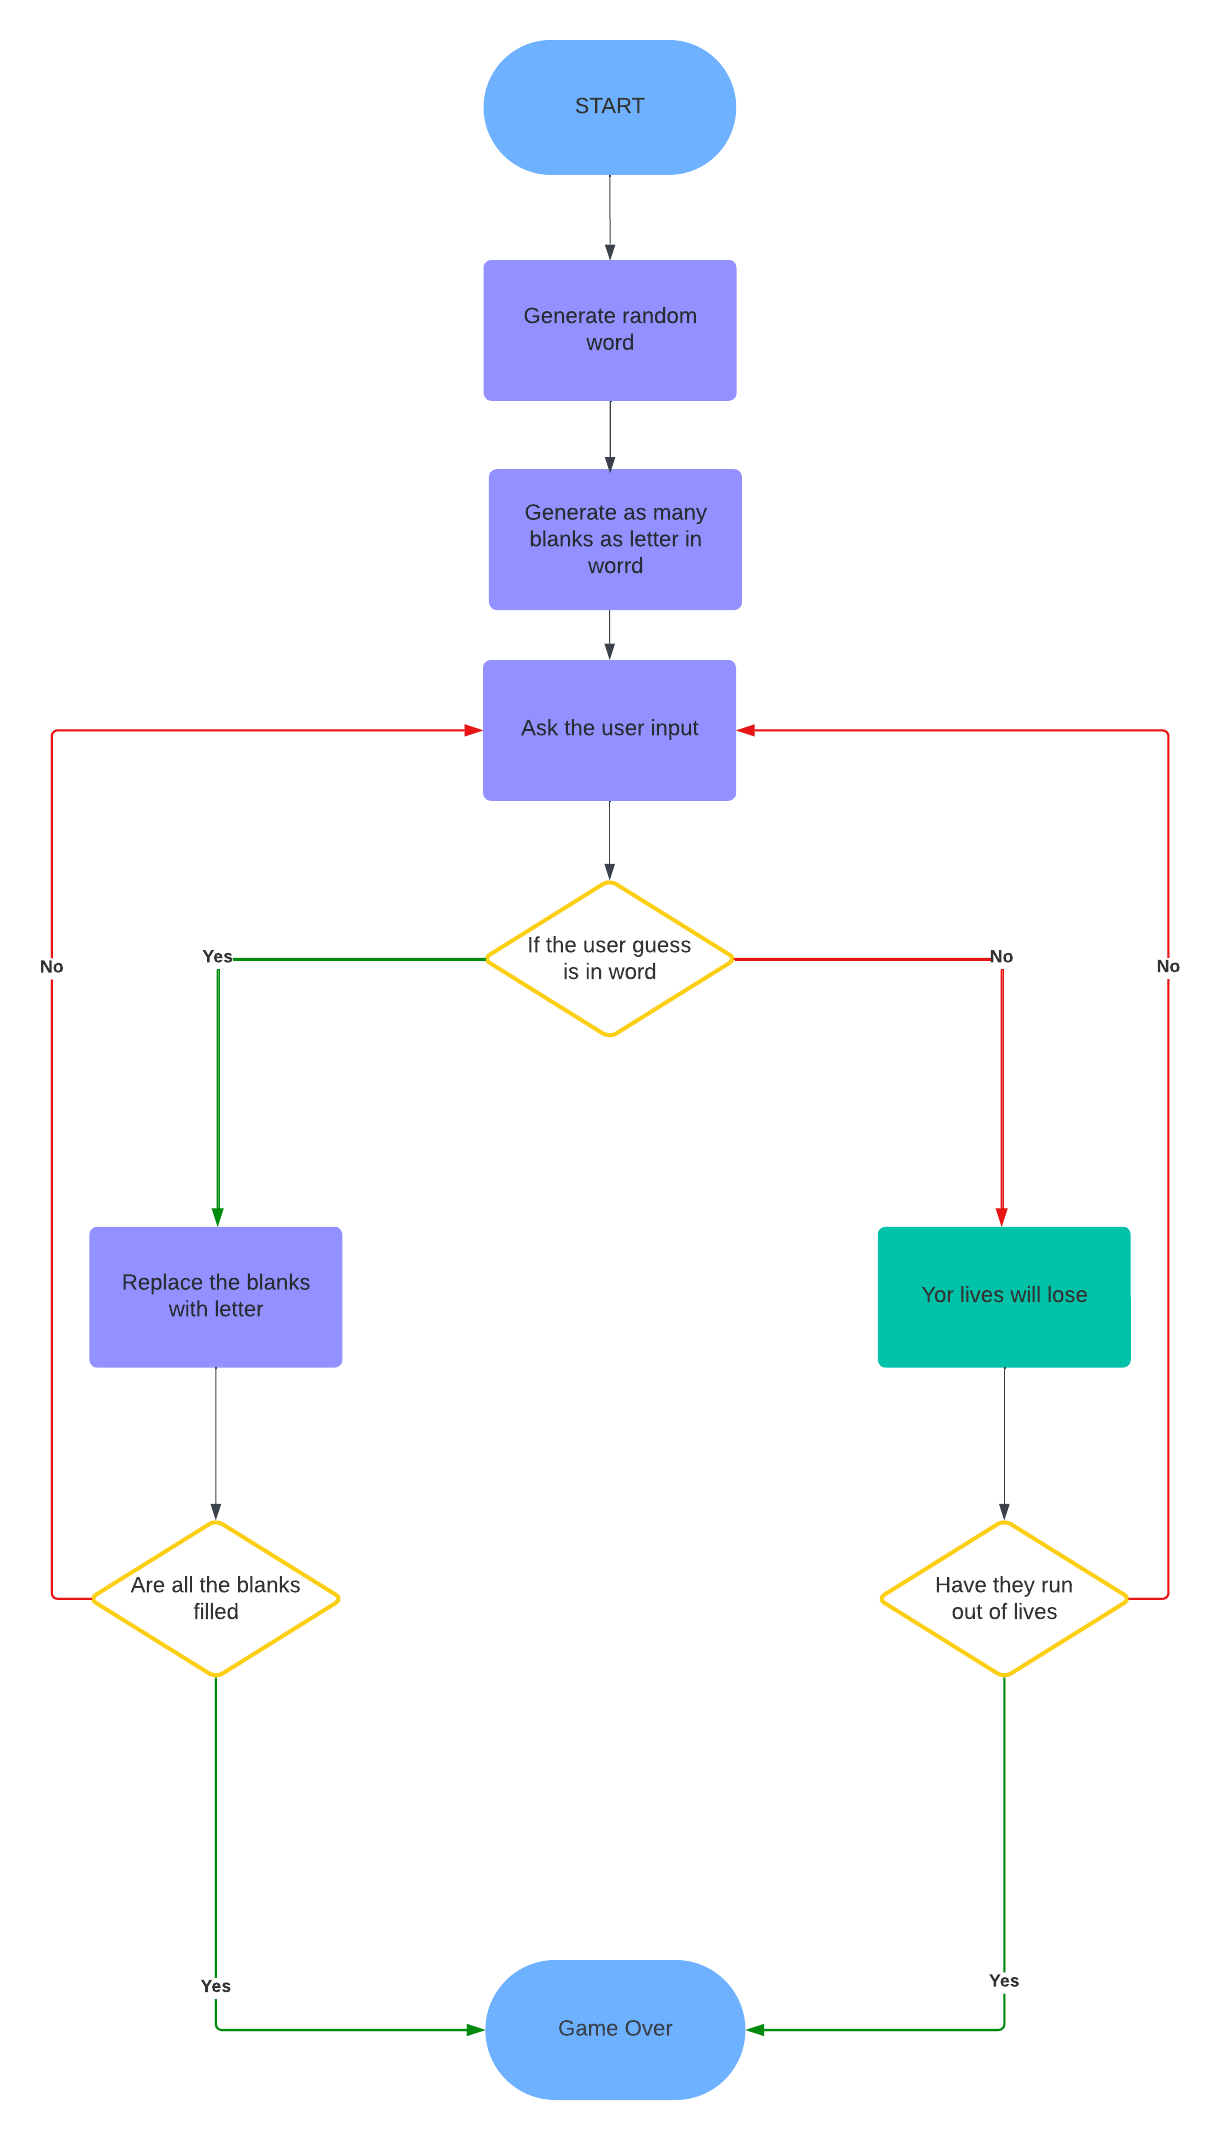 START
Generate random
word
Generate as many
blanks as letter in
worrd
Ask the user input
If the user guess
is in word
Yes
No
No
No
Replace the blanks
with letter
Yor lives will lose
Are all the blanks
filled
Have they run
out of lives
Yes
Yes
Game Over